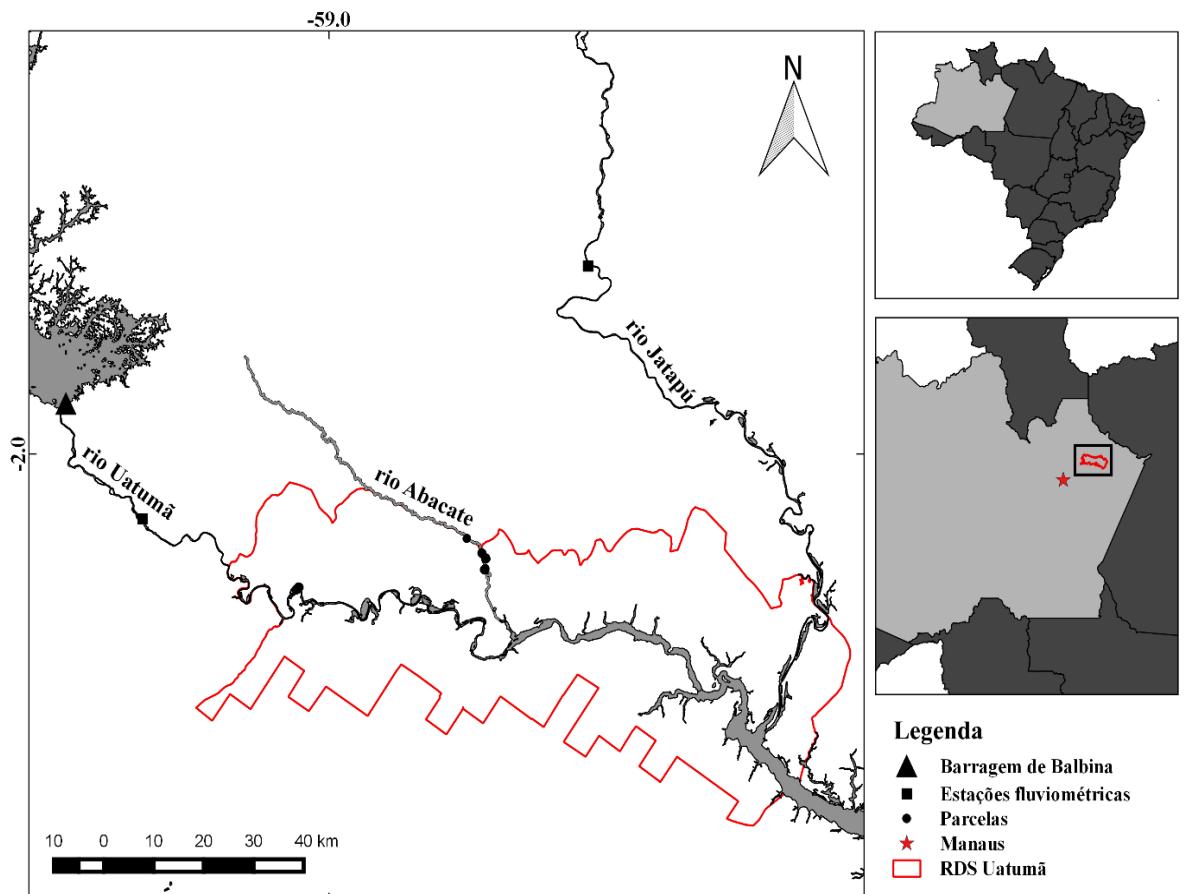 -59.0
N
rio Jatapú
-2.0
rio Uatumã
rio Abacate
10 0 10 20 30 40 km
Legenda
Barragem de Balbina
Estações fluviométricas
Parcelas
Manaus
RDS Uatumã